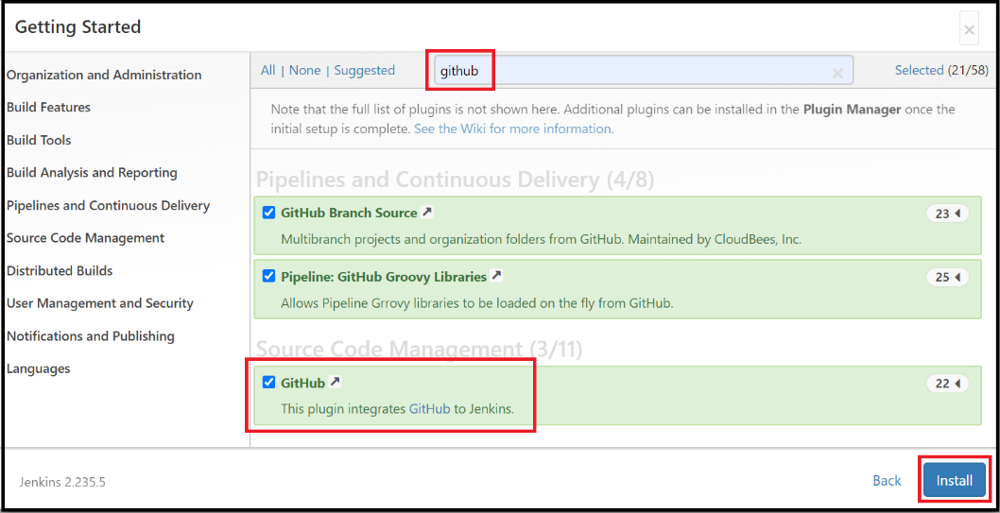 Getting Started
Organization and Administration
Build Features
Build Tools
Build Analysis and Reporting
Pipelines and Continuous Delivery
Source Code Management
Distributed Builds
User Management and Security
Notifications and Publishing
Languages
All | None | Suggested
github
Selected (21/58)
Note that the full list of plugins is not shown here. Additional plugins can be installed in the Plugin Manager once the
initial setup is complete. See the Wiki for more information.
Pipelines and Continuous Delivery (4/8)
GitHub Branch Source
23
Multibranch projects and organization folders from GitHub. Maintained by CloudBees, Inc.
Pipeline: GitHub Groovy Libraries
25
Allows Pipeline Grrovy libraries to be loaded on the fly from GitHub.
Source Code Management (3/11)
GitHub
22
This plugin integrates GitHub to Jenkins.
Jenkins 2.235.5
Back
Install